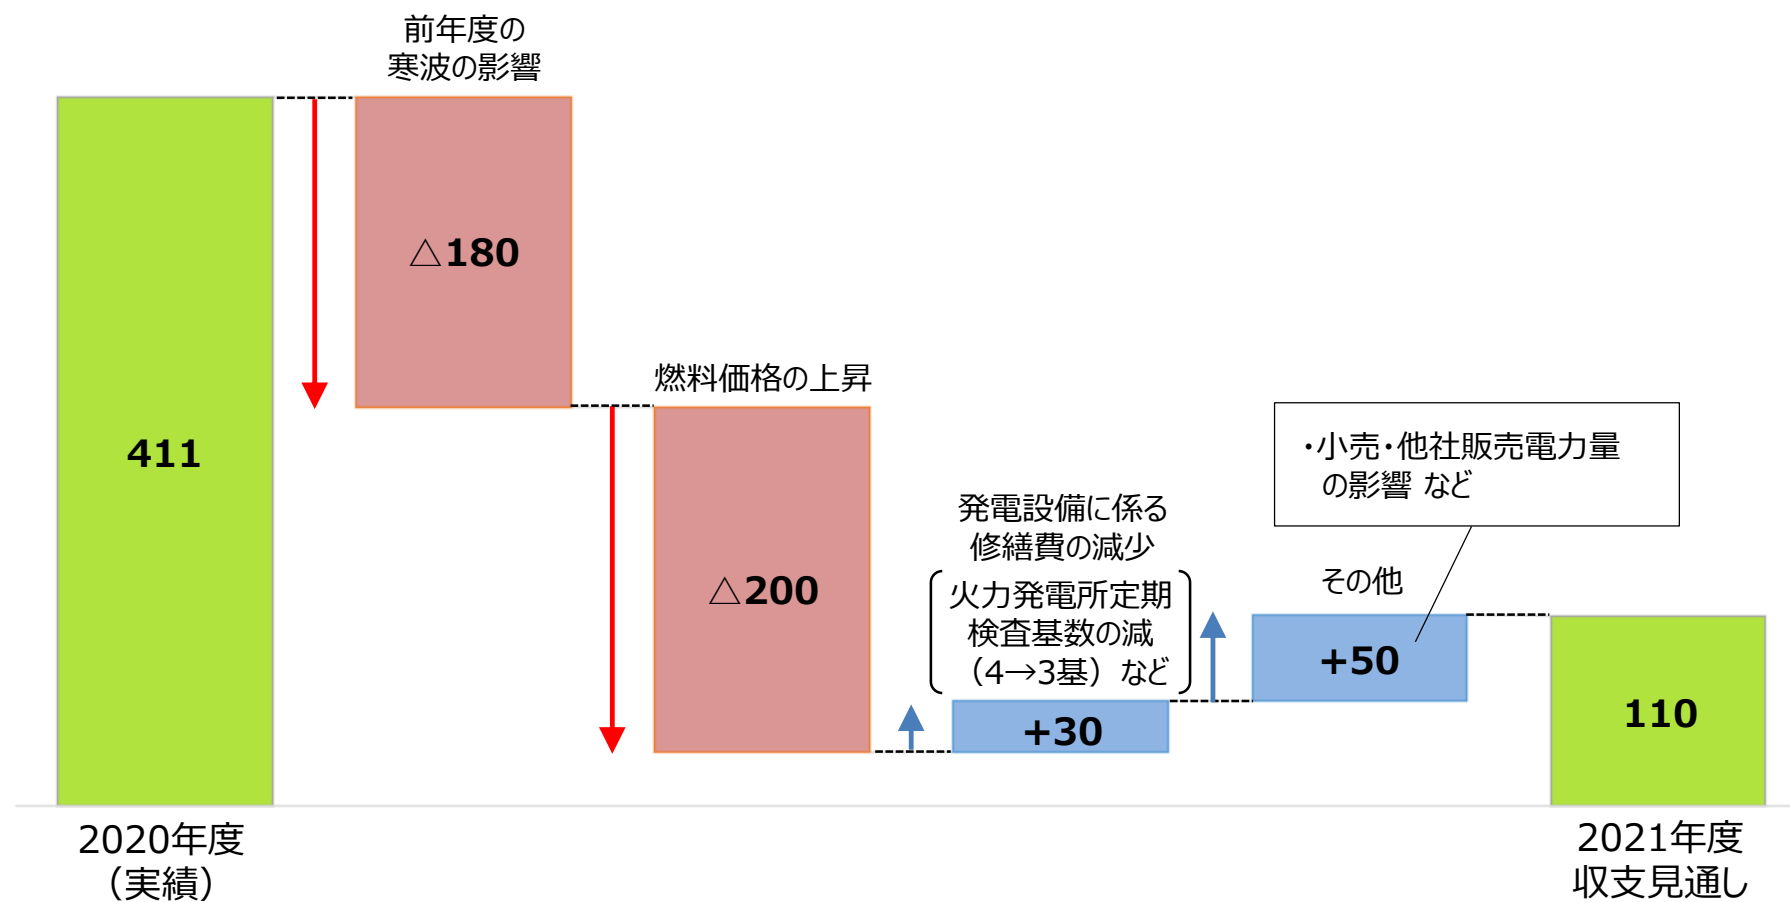 前年度の
寒波の影響
411
△180
燃料価格の上昇
△200
発電設備に係る
修繕費の減少
火力発電所定期
検査基数の減
（4→3基）など
+30
・小売・他社販売電力量
の影響 など
その他
+50
110
2020年度
（実績）
2021年度
収支見通し